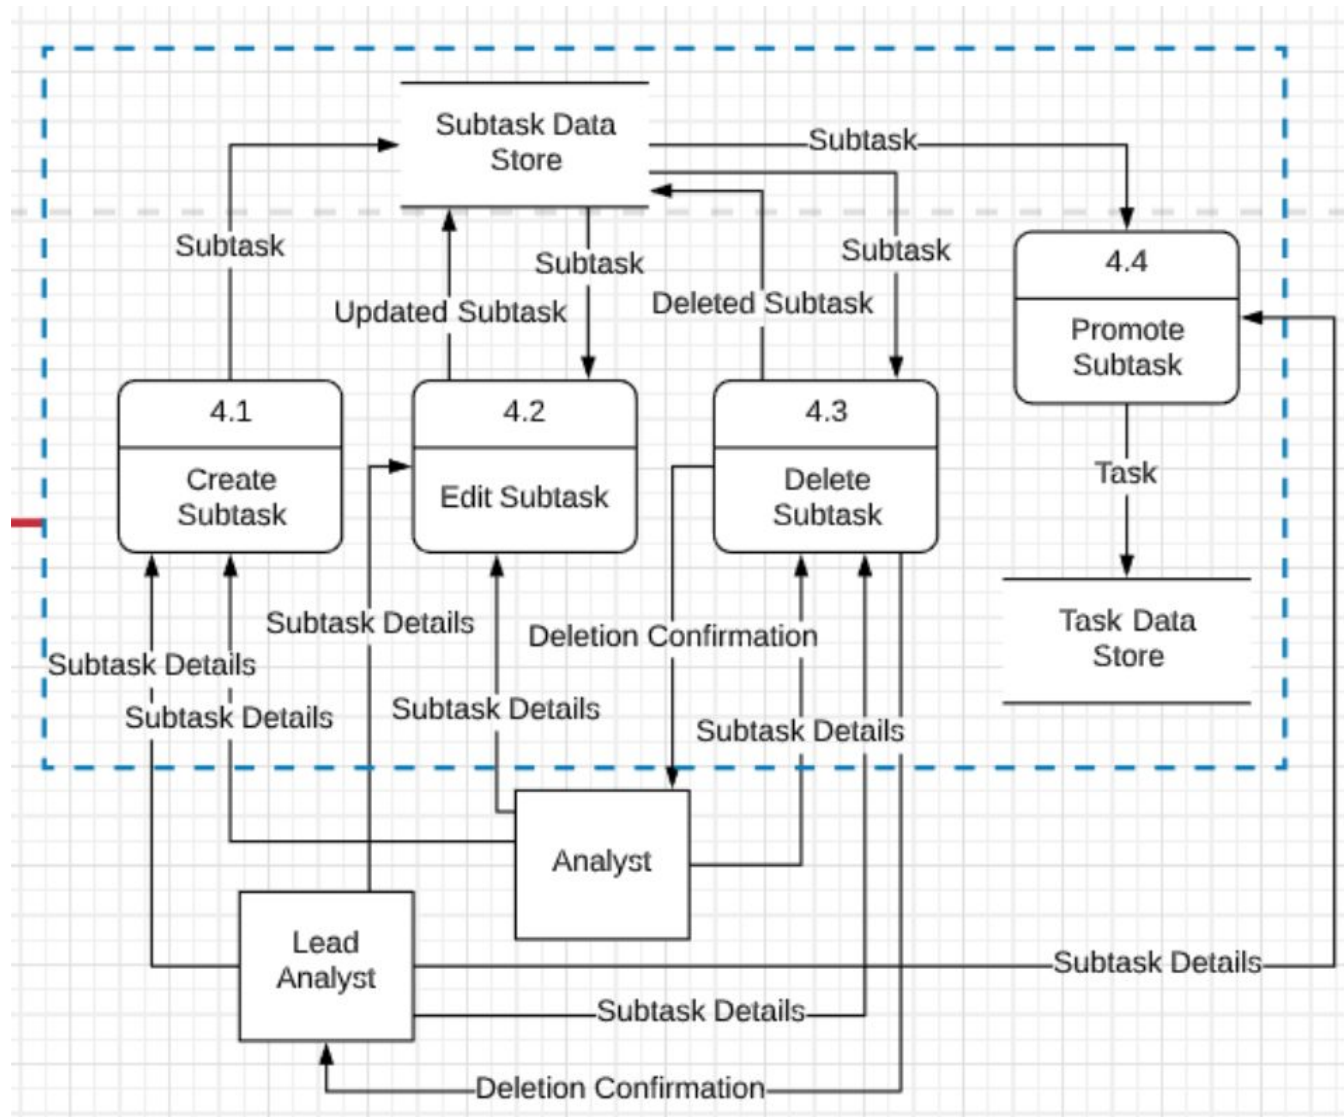 Subtask Data
Store
Subtask
Subtask
Subtask
Subtask
4.4
Updated Subtask
Deleted Subtask
Promote
Subtask
4.1
4.2
4.3
Create
Subtask
Edit Subtask
Delete
Subtask
Task
Subtask Details
Deletion Confirmation
Task Data
Store
Subtask Details
Subtask Details
Subtask Details
Subtask Details
Analyst
Lead
Analyst
Subtask Details
Subtask Details
Deletion Confirmation